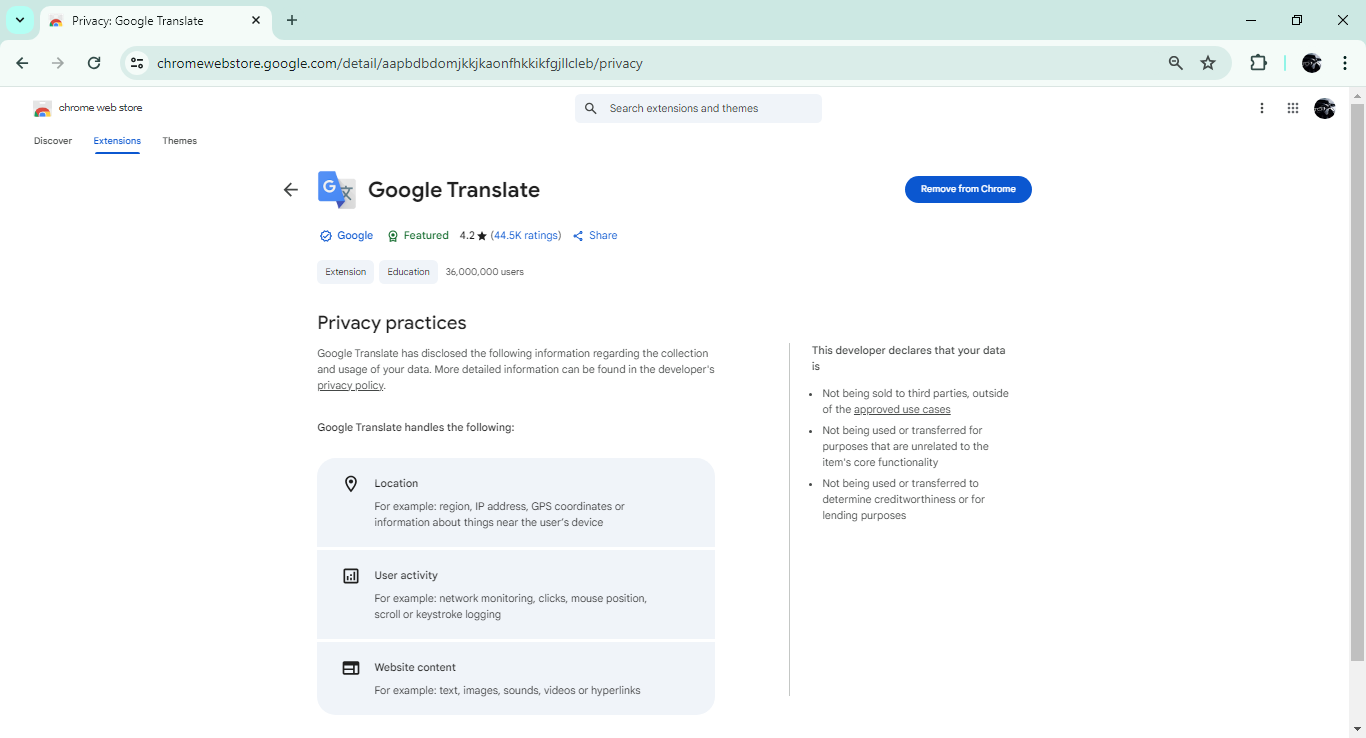 Privacy: Google Translate
chromewebstore.google.com/detail/aapbdbdomjkkjkaonfhkkikfgjllcleb/privacy
chrome web store
Search extensions and themes
Discover
Extensions
Themes
G
Google Translate
Remove from Chrome
Google
Featured
4.2★ (44.5K ratings)
Share
Extension
Education
36,000,000 users
Privacy practices
Google Translate has disclosed the following information regarding the collection
and usage of your data. More detailed information can be found in the developer's
privacy policy.
Google Translate handles the following:
Location
For example: region, IP address, GPS coordinates or
information about things near the user's device
User activity
For example: network monitoring, clicks, mouse position,
scroll or keystroke logging
Website content
For example: text, images, sounds, videos or hyperlinks
This developer declares that your data
is
• Not being sold to third parties, outside
of the approved use cases
• Not being used or transferred for
purposes that are unrelated to the
item's core functionality
• Not being used or transferred to
determine creditworthiness or for
lending purposes